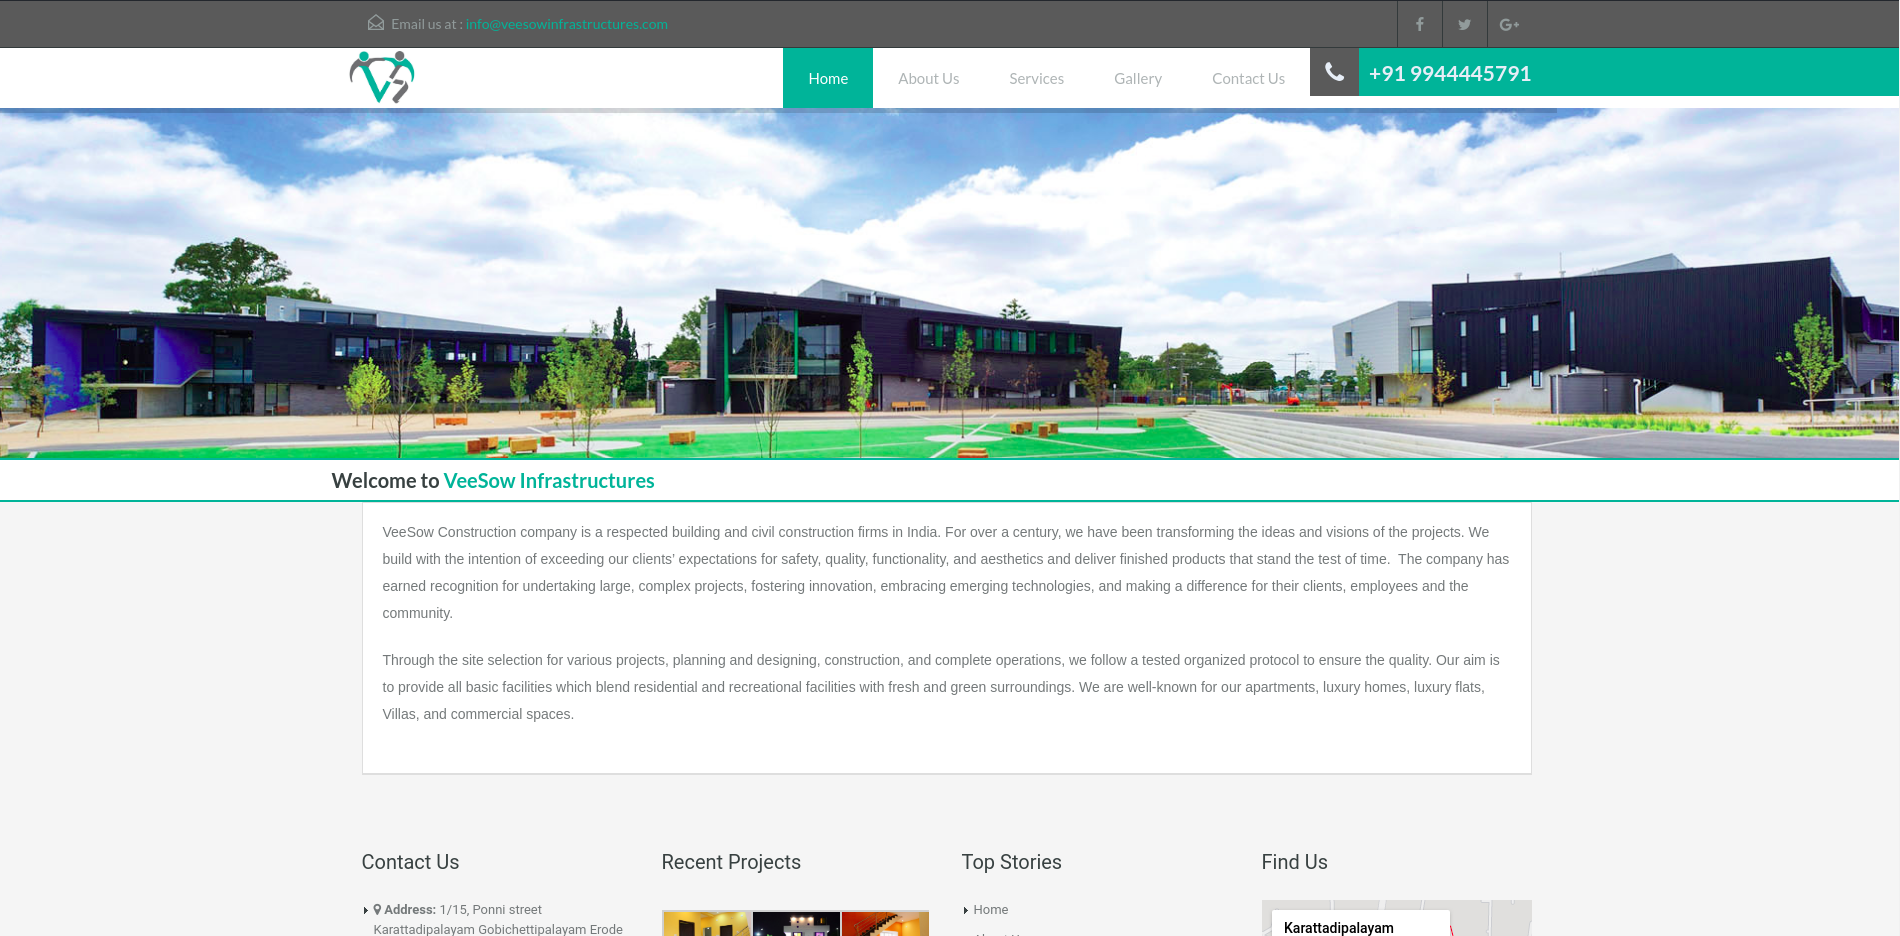 Email us at : info@veesowinfrastructures.com
Home
About Us
Services
Gallery
Contact Us
+91 9944445791
Welcome to VeeSow Infrastructures
VeeSow Construction company is a respected building and civil construction firms in India. For over a century, we have been transforming the ideas and visions of the projects. We
build with the intention of exceeding our clients' expectations for safety, quality, functionality, and aesthetics and deliver finished products that stand the test of time.  The company has
earned recognition for undertaking large, complex projects, fostering innovation, embracing emerging technologies, and making a difference for their clients, employees and the
community.
Through the site selection for various projects, planning and designing, construction, and complete operations, we follow a tested organized protocol to ensure the quality. Our aim is
to provide all basic facilities which blend residential and recreational facilities with fresh and green surroundings. We are well-known for our apartments, luxury homes, luxury flats,
Villas, and commercial spaces.
Contact Us
Address: 1/15, Ponni street
Karattadipalayam Gobichettipalayam Erode
Recent Projects
Top Stories
Home
Find Us
Karattadipalayam